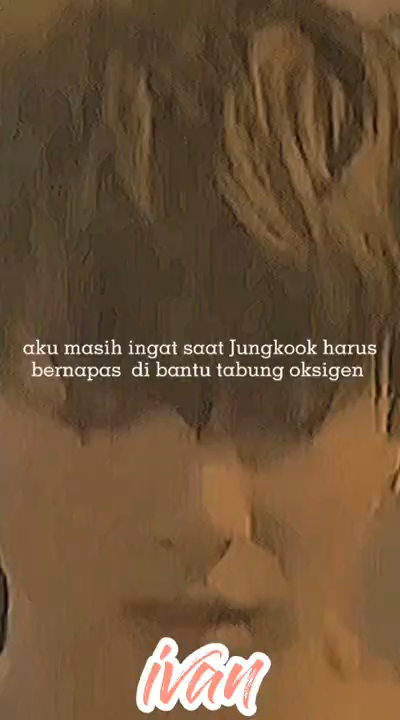 aku masih ingat saat Jungkook harus
bernapas di bantu tabung oksigen
ivan